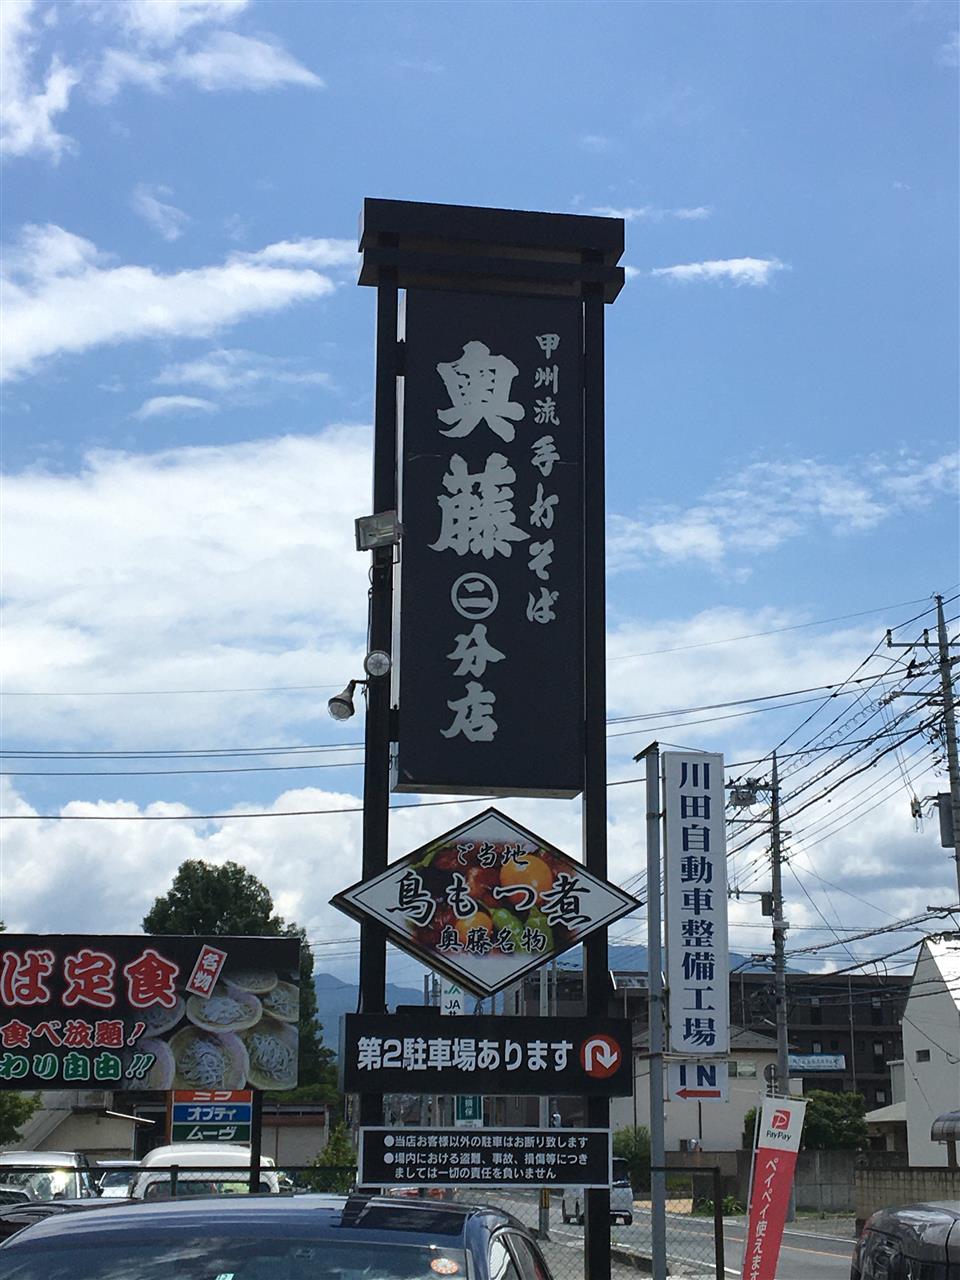 甲州流手打そば
奥藤㊁分店
ご当地
鳥もつ煮
奥藤名物
第2駐車場あります
●当店お客様以外の駐車はお断り致します
●場内における盗難、事故、損傷等につき
ましては一切の責任を負いません
ば定食
名物
食べ放題!
わり自由!!
ミラ
オプティ
ムーヴ
JA
損保
川田自動車整備工場
IN
PayPay
ペイペイ使えます